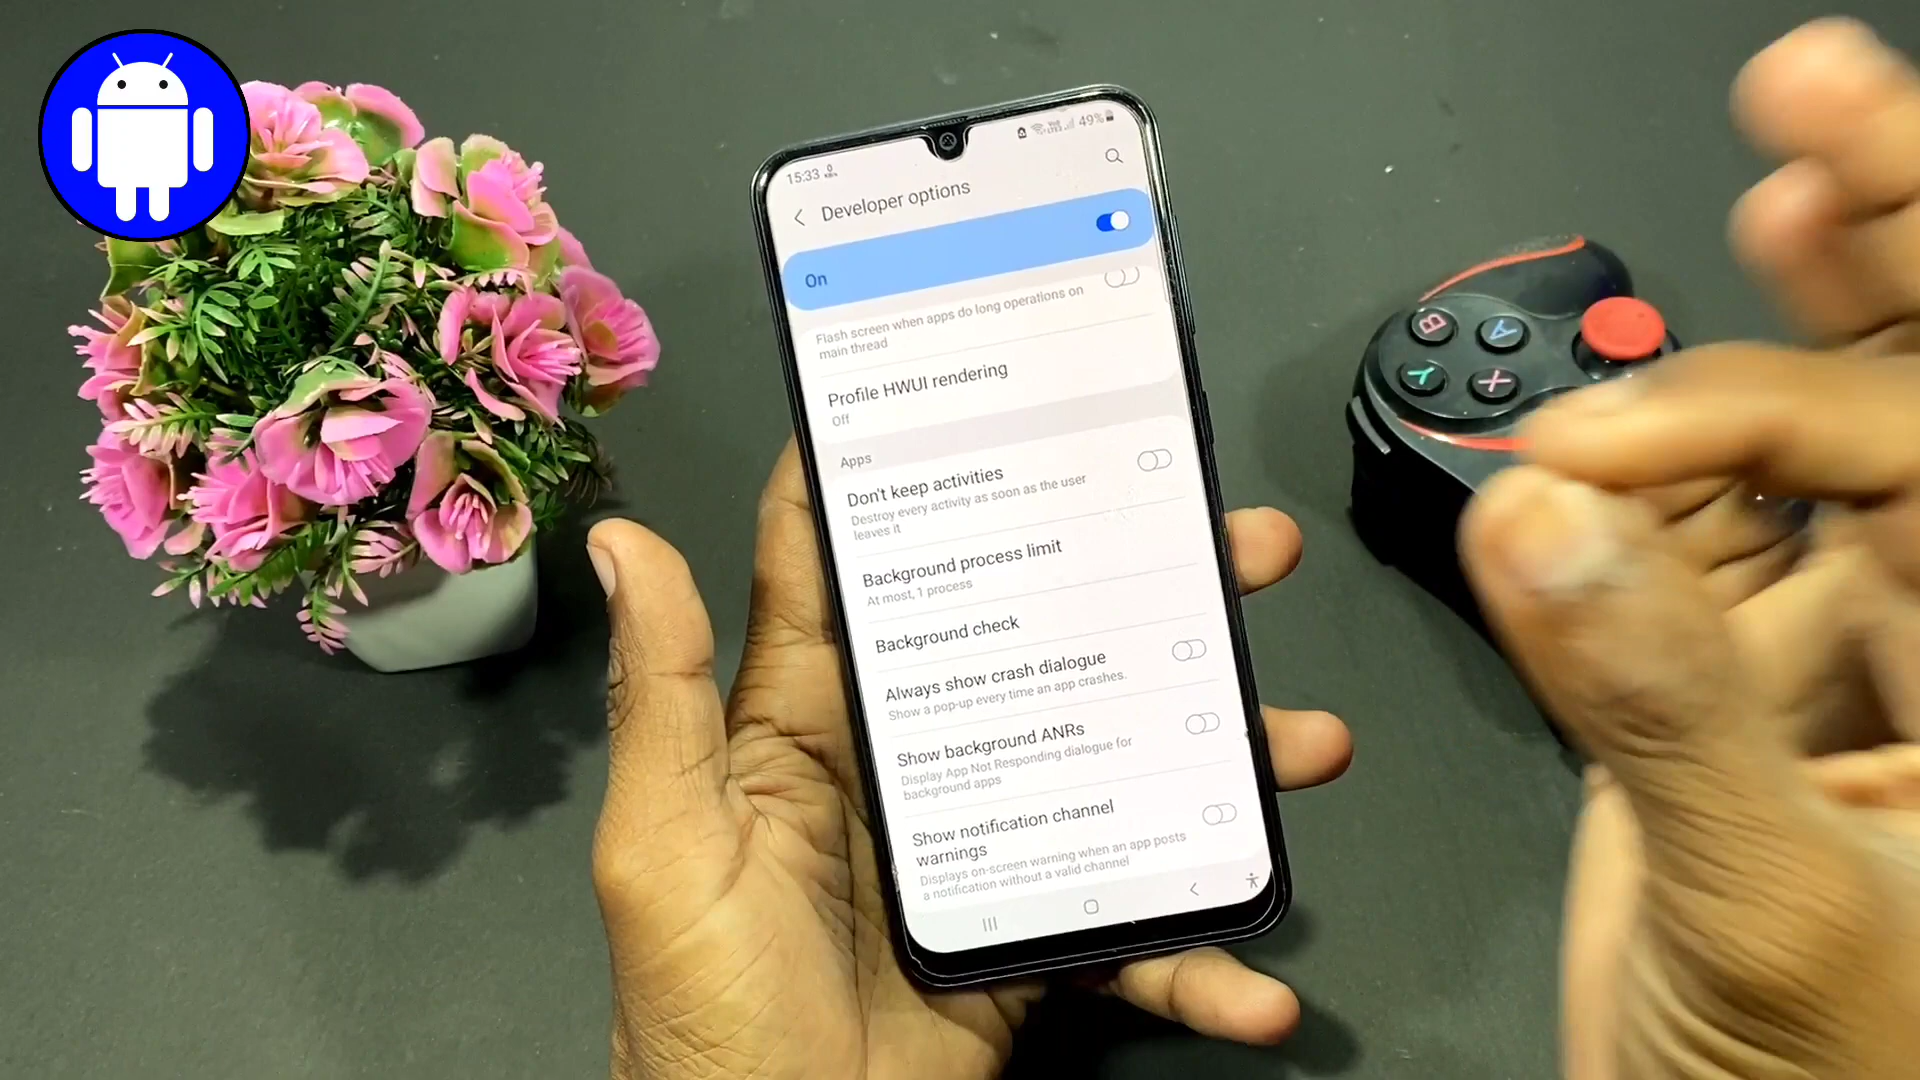 15:33
49%
Developer options
On
Flash screen when apps do long operations on
main thread
Profile HWUI rendering
Off
Apps
Don't keep activities
Destroy every activity as soon as the user
leaves it
Background process limit
At most, 1 process
Background check
Always show crash dialogue
Show a pop-up every time an app crashes.
Show background ANRs
Display App Not Responding dialogue for
background apps
Show notification channel
warnings
Displays on-screen warning when an app posts
a notification without a valid channel
B A
Y X